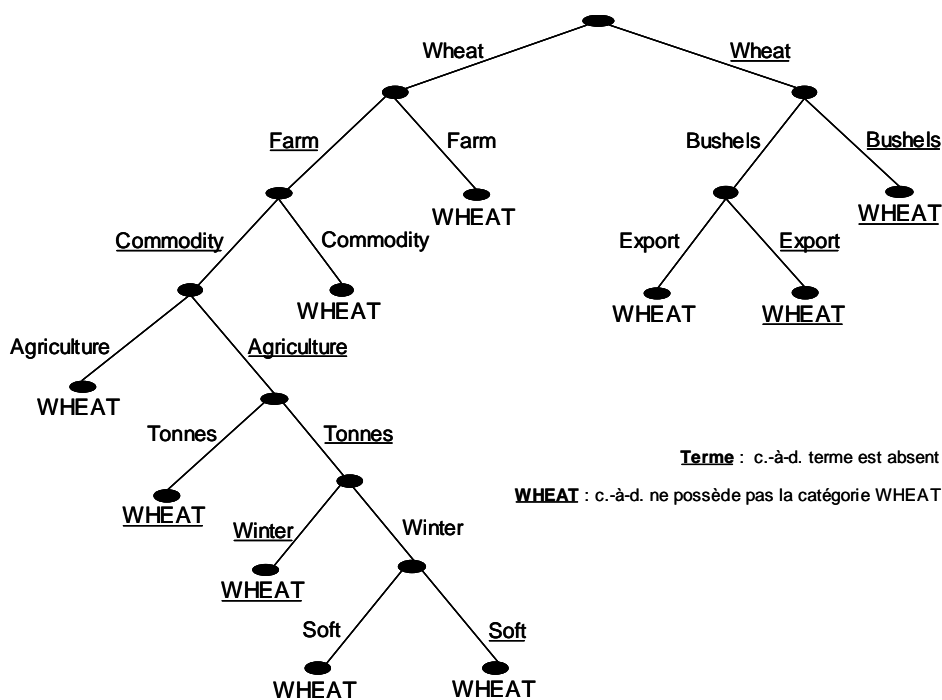 Wheat Wheat
Farm Farm Bushels Bushels
WHEAT WHEAT
Commodity Commodity Export Export
WHEAT WHEAT WHEAT
Agriculture Agriculture
WHEAT
Tonnes Tonnes
Terme : c.-à-d. terme est absent
WHEAT
WHEAT : c.-à-d. ne possède pas la catégorie WHEAT
Winter Winter
WHEAT
Soft Soft
WHEAT WHEAT